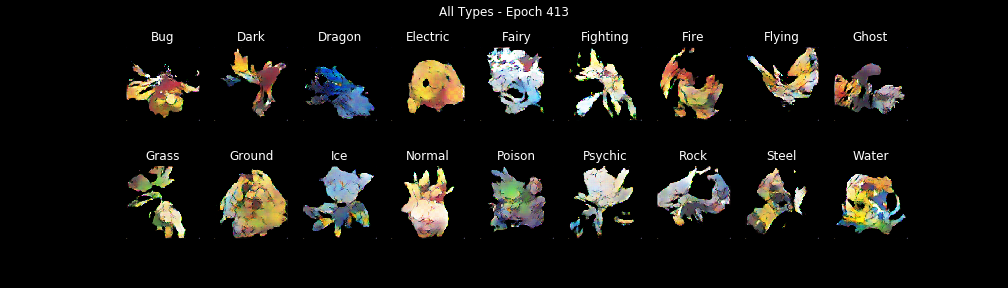 All Types - Epoch 413
Bug Dark Dragon Electric Fairy Fighting Fire Flying Ghost
Grass Ground Ice Normal Poison Psychic Rock Steel Water